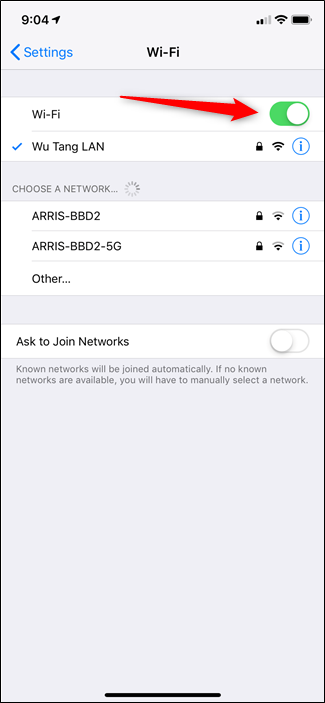 9:04
Settings
Wi-Fi
Wi-Fi
Wu Tang LAN
CHOOSE A NETWORK...
ARRIS-BBD2
ARRIS-BBD2-5G
Other...
Ask to Join Networks
Known networks will be joined automatically. If no known
networks are available, you will have to manually select a network.